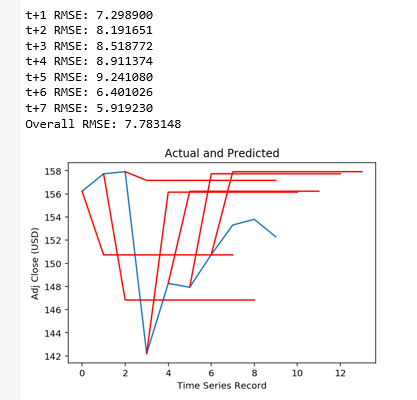 t+1 RMSE: 7.298900
t+2 RMSE: 8.191651
t+3 RMSE: 8.518772
t+4 RMSE: 8.911374
t+5 RMSE: 9.241080
t+6 RMSE: 6.401026
t+7 RMSE: 5.919230
Overall RMSE: 7.783148
Actual and Predicted
158
156
154
152
150
148
146
144
142
Adj Close (USD)
0 2 4 6 8 10 12
Time Series Record